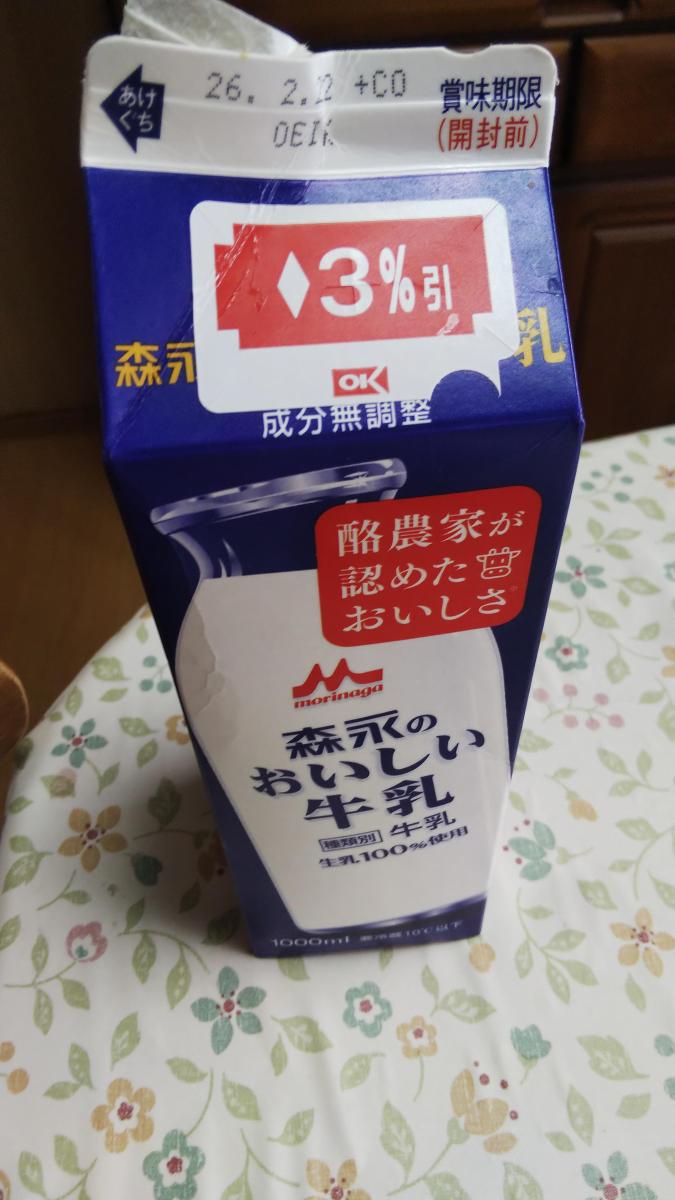 あけ
ぐち
26. 2.12 +CO
OEIK
賞味期限
(開封前)
♦3%引
OK
森永
乳
成分無調整
酪農家が
認めた
おいしさ
morinaga
森永の
おいしい
牛乳
種類別 牛乳
生乳100%使用
1000ml 要冷蔵10℃以下